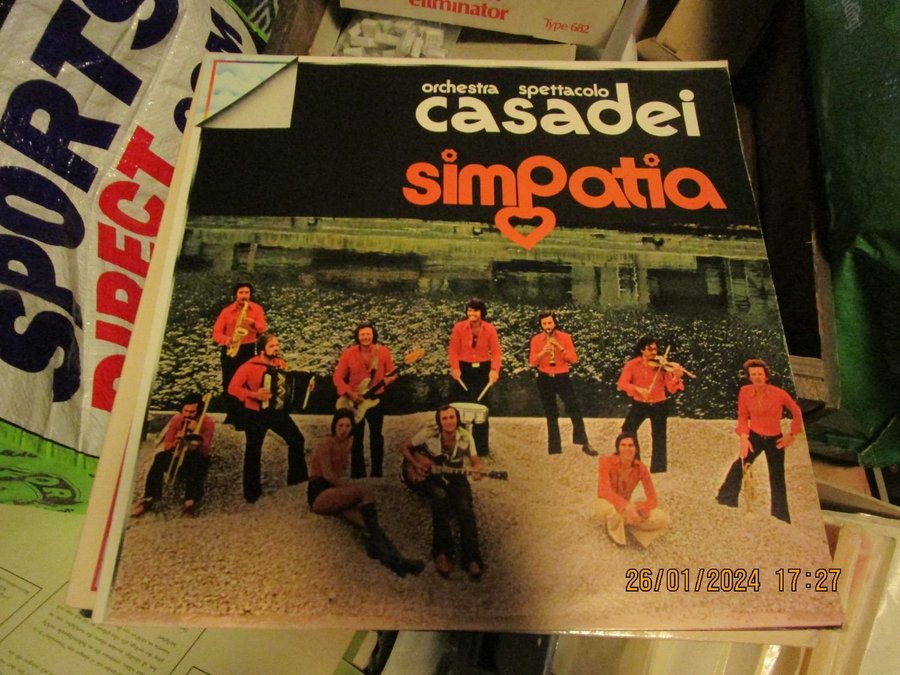 eliminator
Type 682
SPORTS
DIRECT
orchestra spettacolo
casadei
simpatia
26/01/2024 17:27